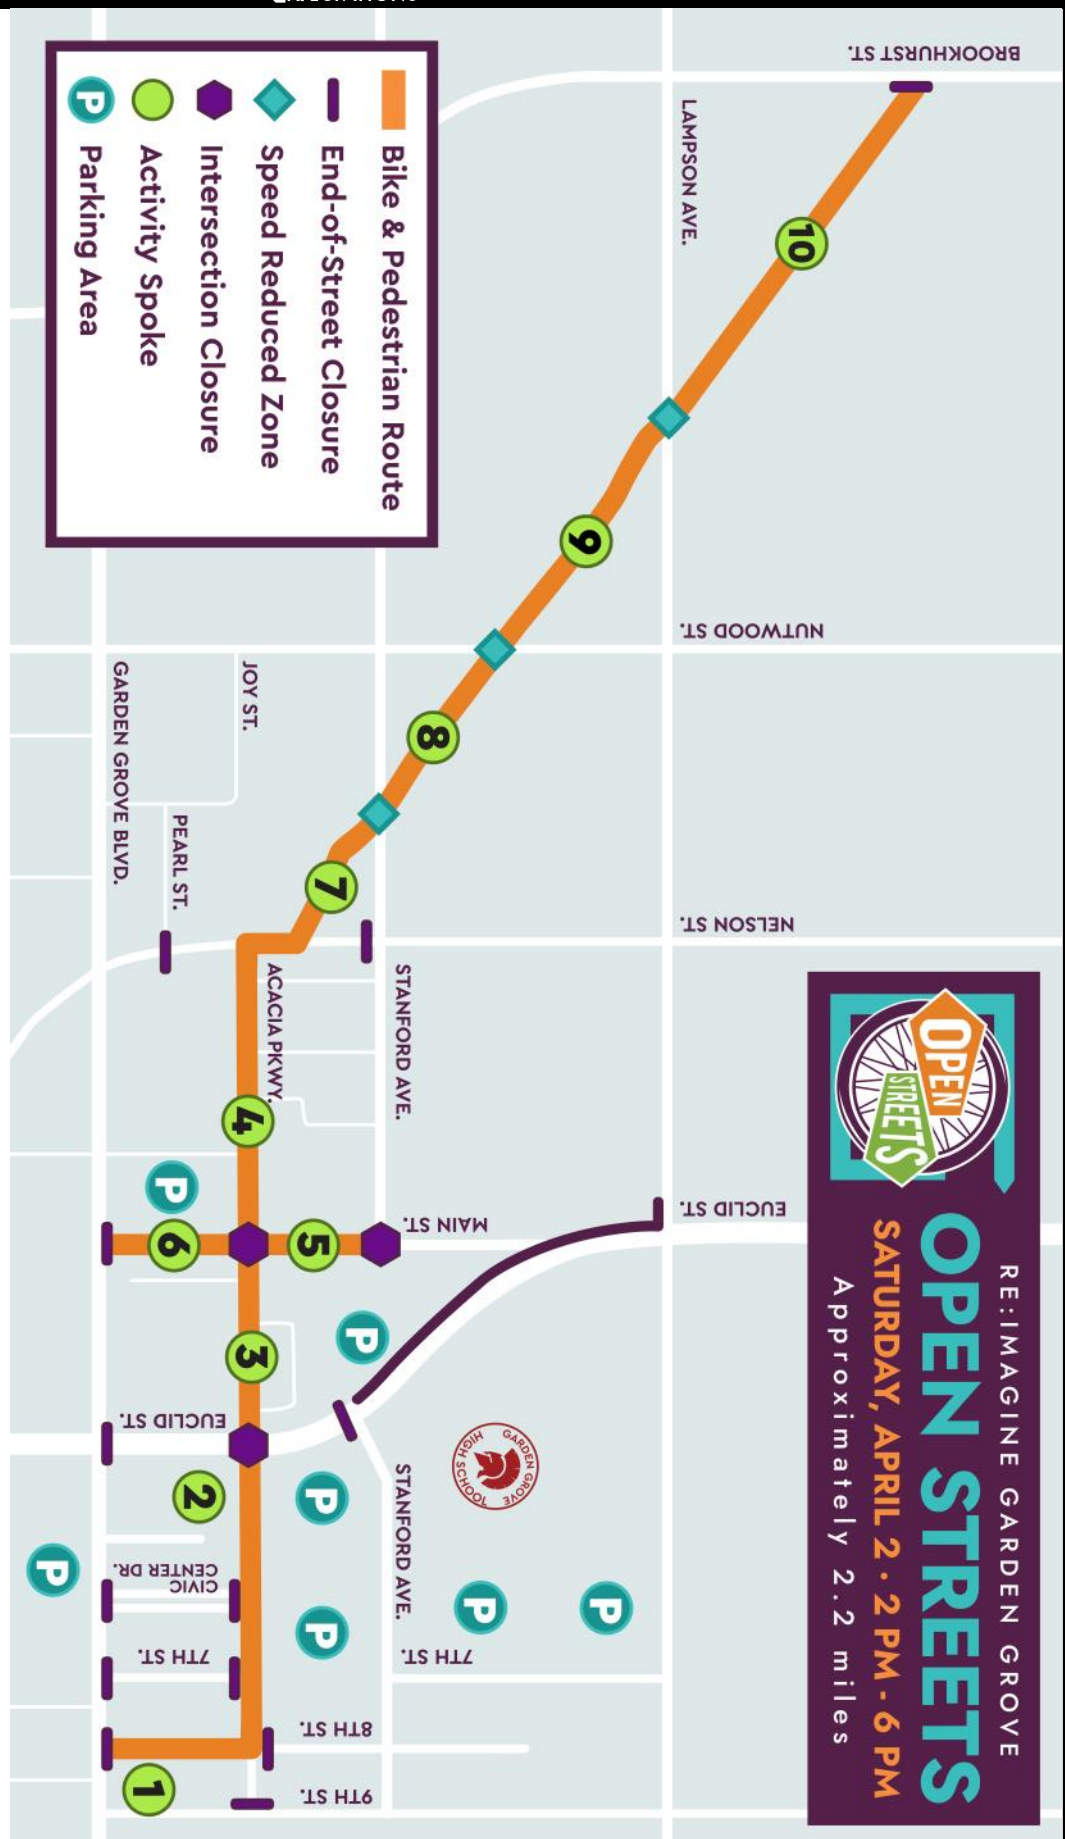 RE:IMAGINE GARDEN GROVE
OPEN STREETS
SATURDAY, APRIL 2 · 2 PM - 6 PM
Approximately 2.2 miles
OPEN
STREETS
BROOKHURST ST.
LAMPSON AVE.
10
9
NUTWOOD ST.
8
7
NELSON ST.
JOY ST.
GARDEN GROVE BLVD.
PEARL ST.
ACACIA PKWY.
STANFORD AVE.
4
P
6
5
MAIN ST.
EUCLID ST.
P
3
EUCLID ST.
GARDEN GROVE
HIGH SCHOOL
2
P
STANFORD AVE.
P
CIVIC
CENTER DR.
P
P
P
7TH ST.
7TH ST.
8TH ST.
9TH ST.
1
Bike & Pedestrian Route
End-of-Street Closure
Speed Reduced Zone
Intersection Closure
Activity Spoke
P Parking Area